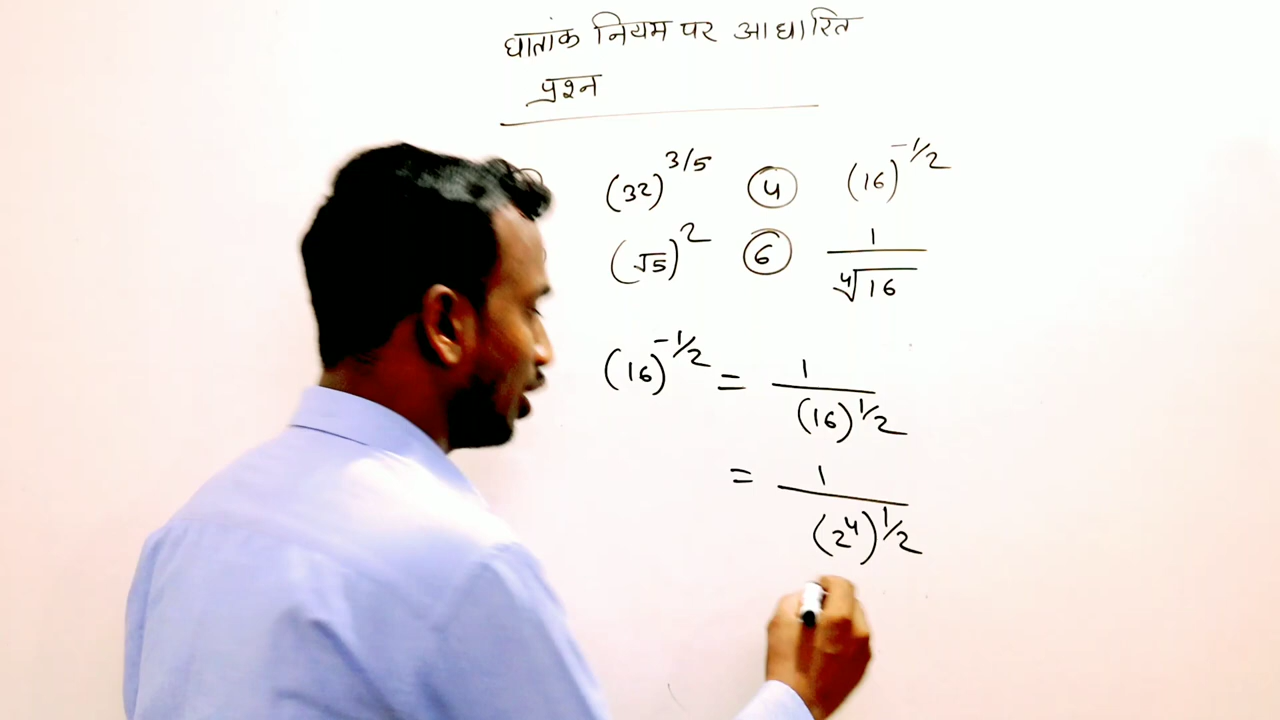 घातांक नियम पर आधारित
प्रश्न
(32)^3/5 ④ (16)^-1/2
(√5)^2 ⑥ 1/∜16
(16)^-1/2 = 1/(16)^1/2
= 1/(2^4)^1/2